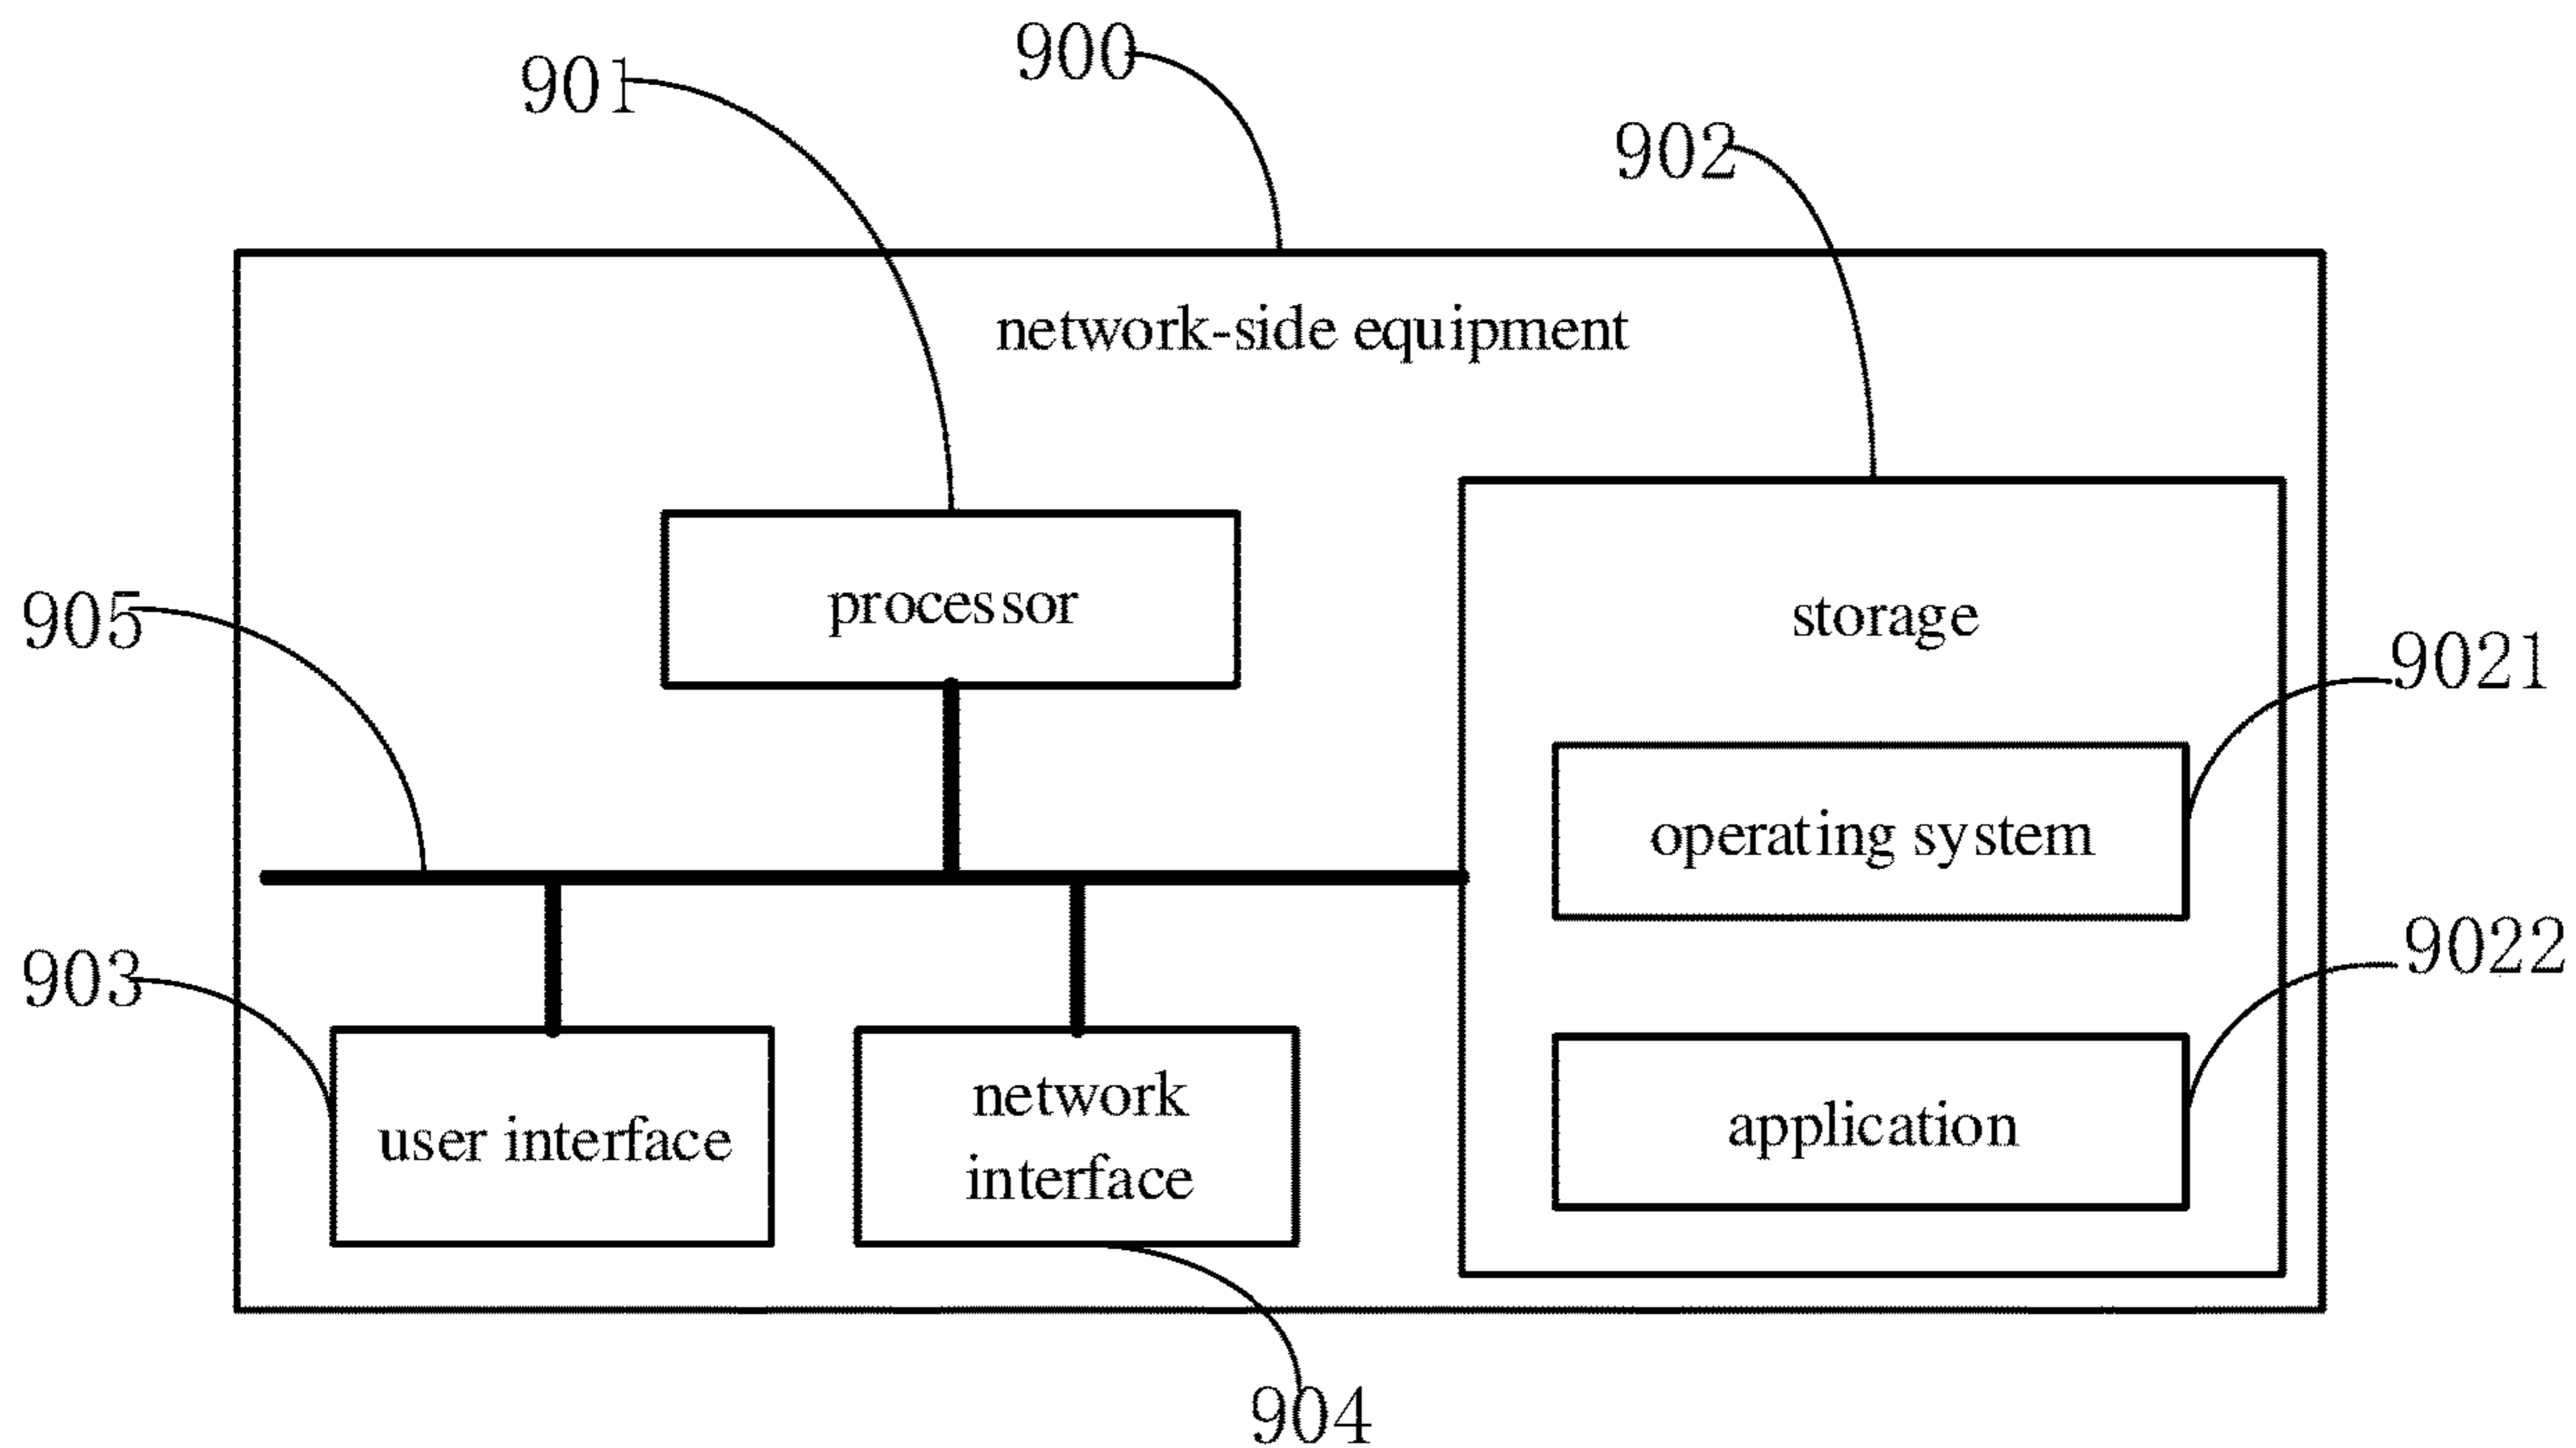 900
901
902
network-side equipment
processor
905
storage
9021
operating system
903
9022
network
user interface
application
interface
904